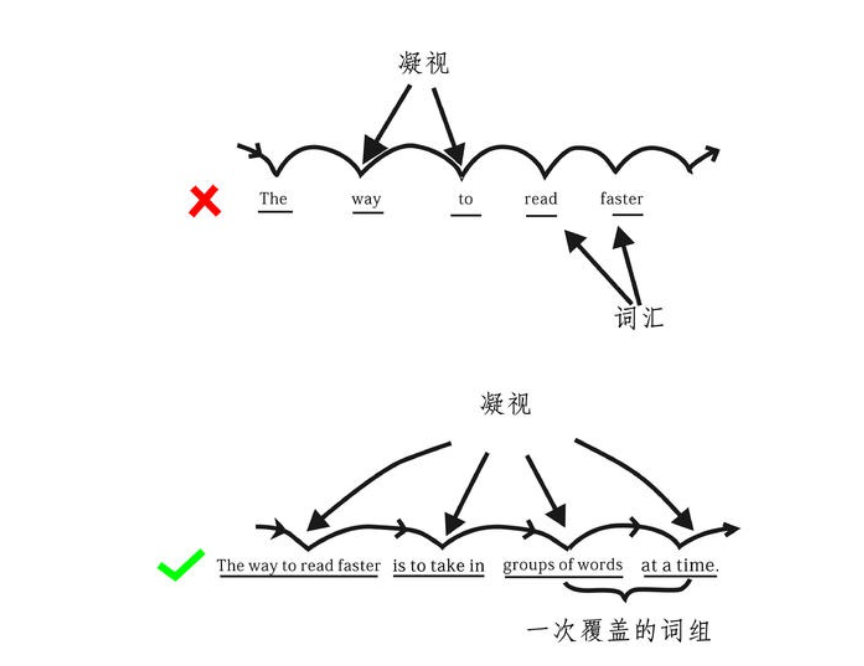 凝视
The way to read faster
词汇
凝视
The way to read faster is to take in groups of words at a time.
一次覆盖的词组